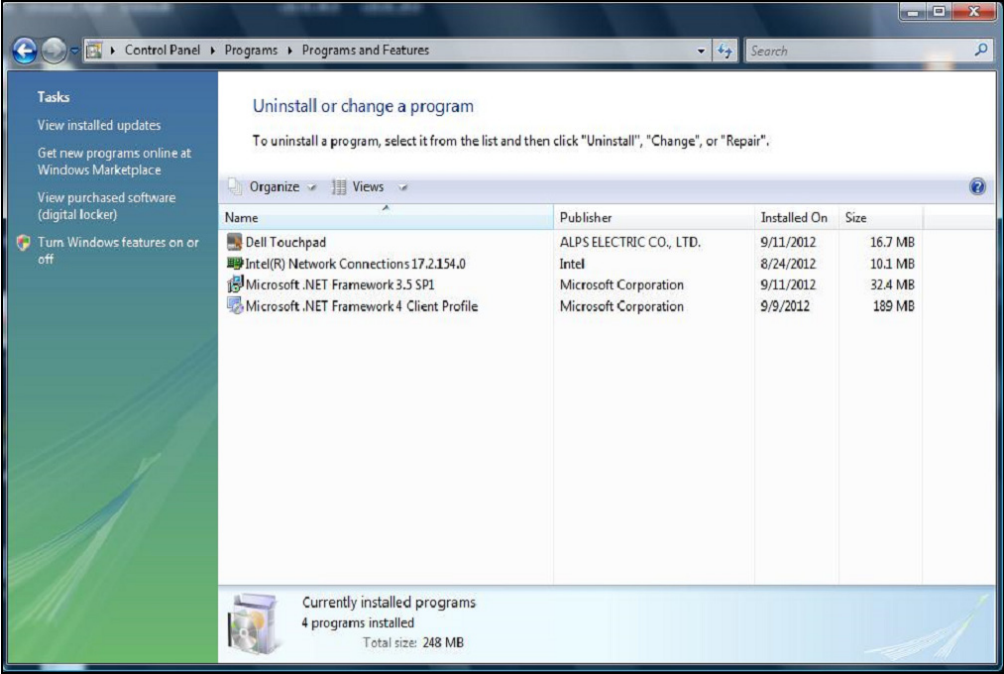 Control Panel Programs Programs and Features
Search
Tasks
View installed updates
Get new programs online at
Windows Marketplace
View purchased software
(digital locker)
Turn Windows features on or
off
Uninstall or change a program
To uninstall a program, select it from the list and then click "Uninstall", "Change", or "Repair".
Organize Views
Name Publisher Installed On Size
Dell Touchpad ALPS ELECTRIC CO., LTD. 9/11/2012 16.7 MB
Intel(R) Network Connections 17.2.154.0 Intel 8/24/2012 10.1 MB
Microsoft .NET Framework 3.5 SP1 Microsoft Corporation 9/11/2012 32.4 MB
Microsoft .NET Framework 4 Client Profile Microsoft Corporation 9/9/2012 189 MB
Currently installed programs
4 programs installed
Total size: 248 MB